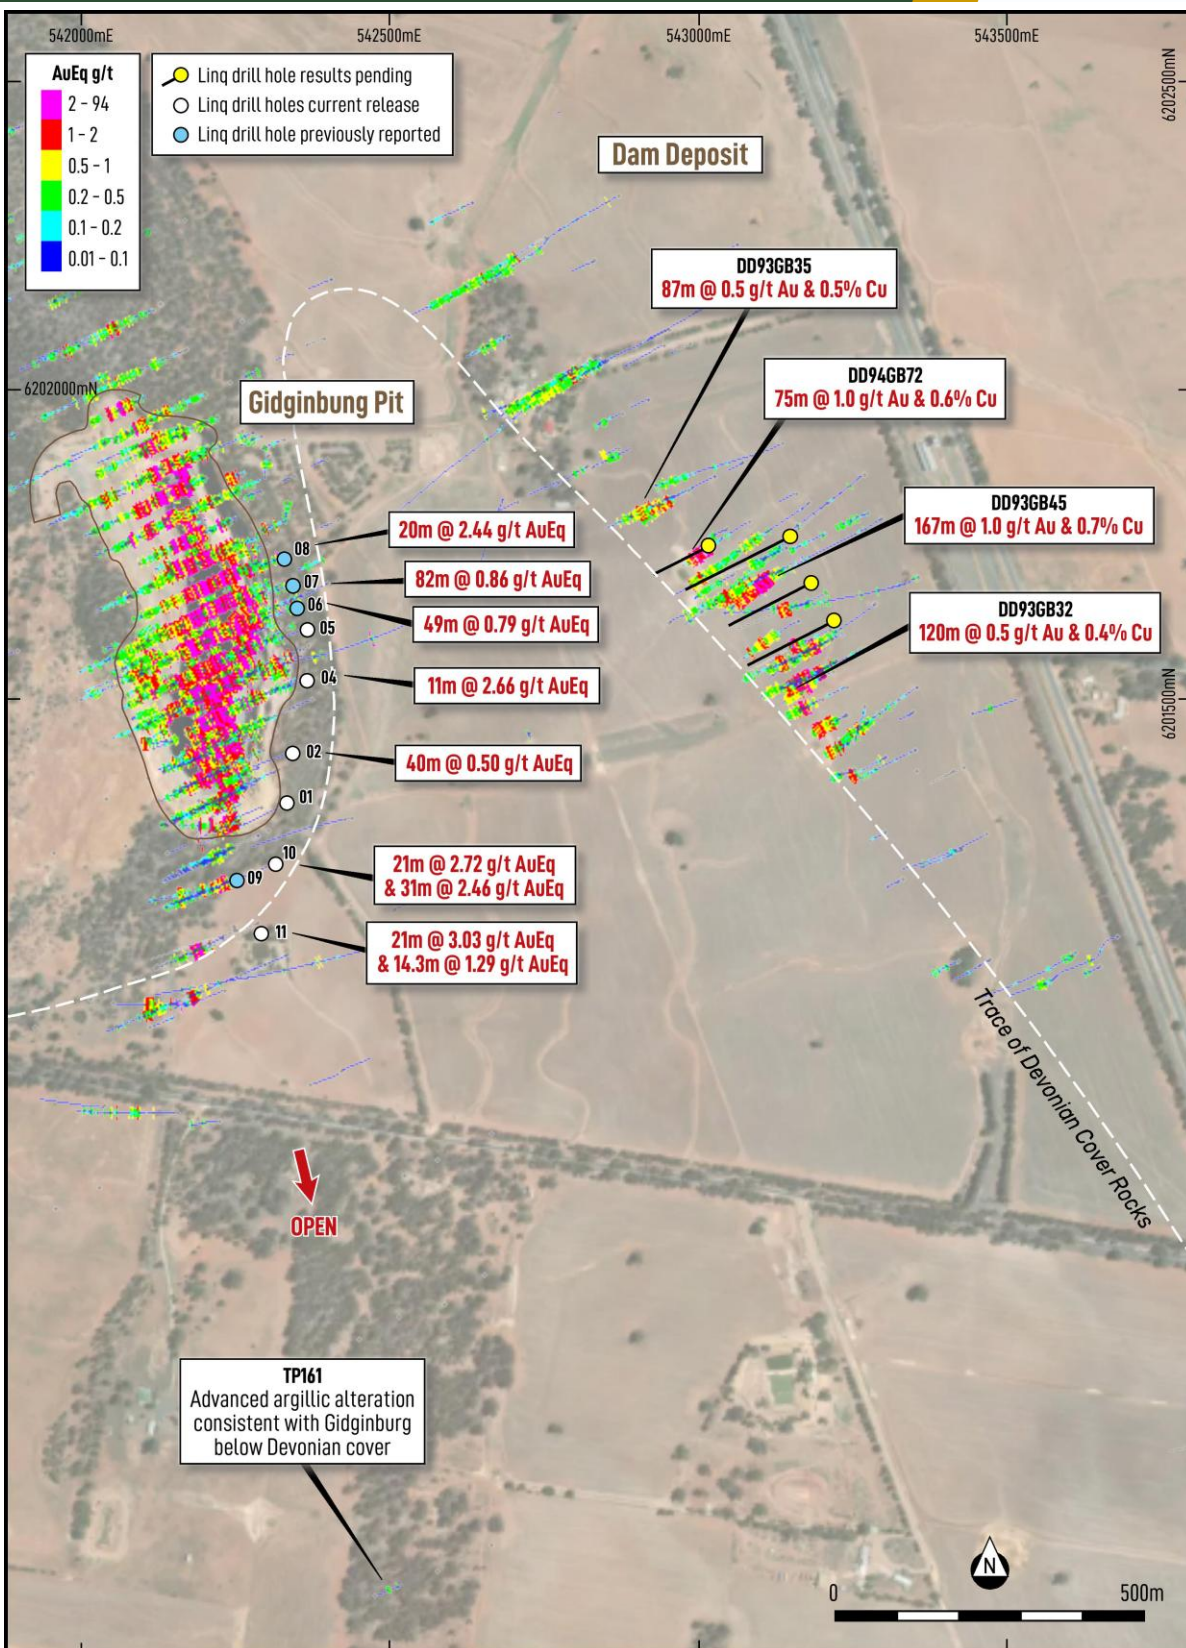 542000mE
542500mE
543000mE
543500mE
6202500mN
AuEq g/t
2 - 94
1 - 2
0.5 - 1
0.2 - 0.5
0.1 - 0.2
0.01 - 0.1
Linq drill hole results pending
Linq drill holes current release
Linq drill hole previously reported
Dam Deposit
DD93GB35
87m @ 0.5 g/t Au & 0.5% Cu
DD94GB72
75m @ 1.0 g/t Au & 0.6% Cu
6202000mN
Gidginbung Pit
DD93GB45
167m @ 1.0 g/t Au & 0.7% Cu
08
20m @ 2.44 g/t AuEq
07
82m @ 0.86 g/t AuEq
06
49m @ 0.79 g/t AuEq
05
DD93GB32
120m @ 0.5 g/t Au & 0.4% Cu
04
11m @ 2.66 g/t AuEq
6201500mN
02
40m @ 0.50 g/t AuEq
01
10
21m @ 2.72 g/t AuEq
& 31m @ 2.46 g/t AuEq
09
11
21m @ 3.03 g/t AuEq
& 14.3m @ 1.29 g/t AuEq
Trace of Devonian Cover Rocks
OPEN
TP161
Advanced argillic alteration
consistent with Gidginburg
below Devonian cover
N
0
500m